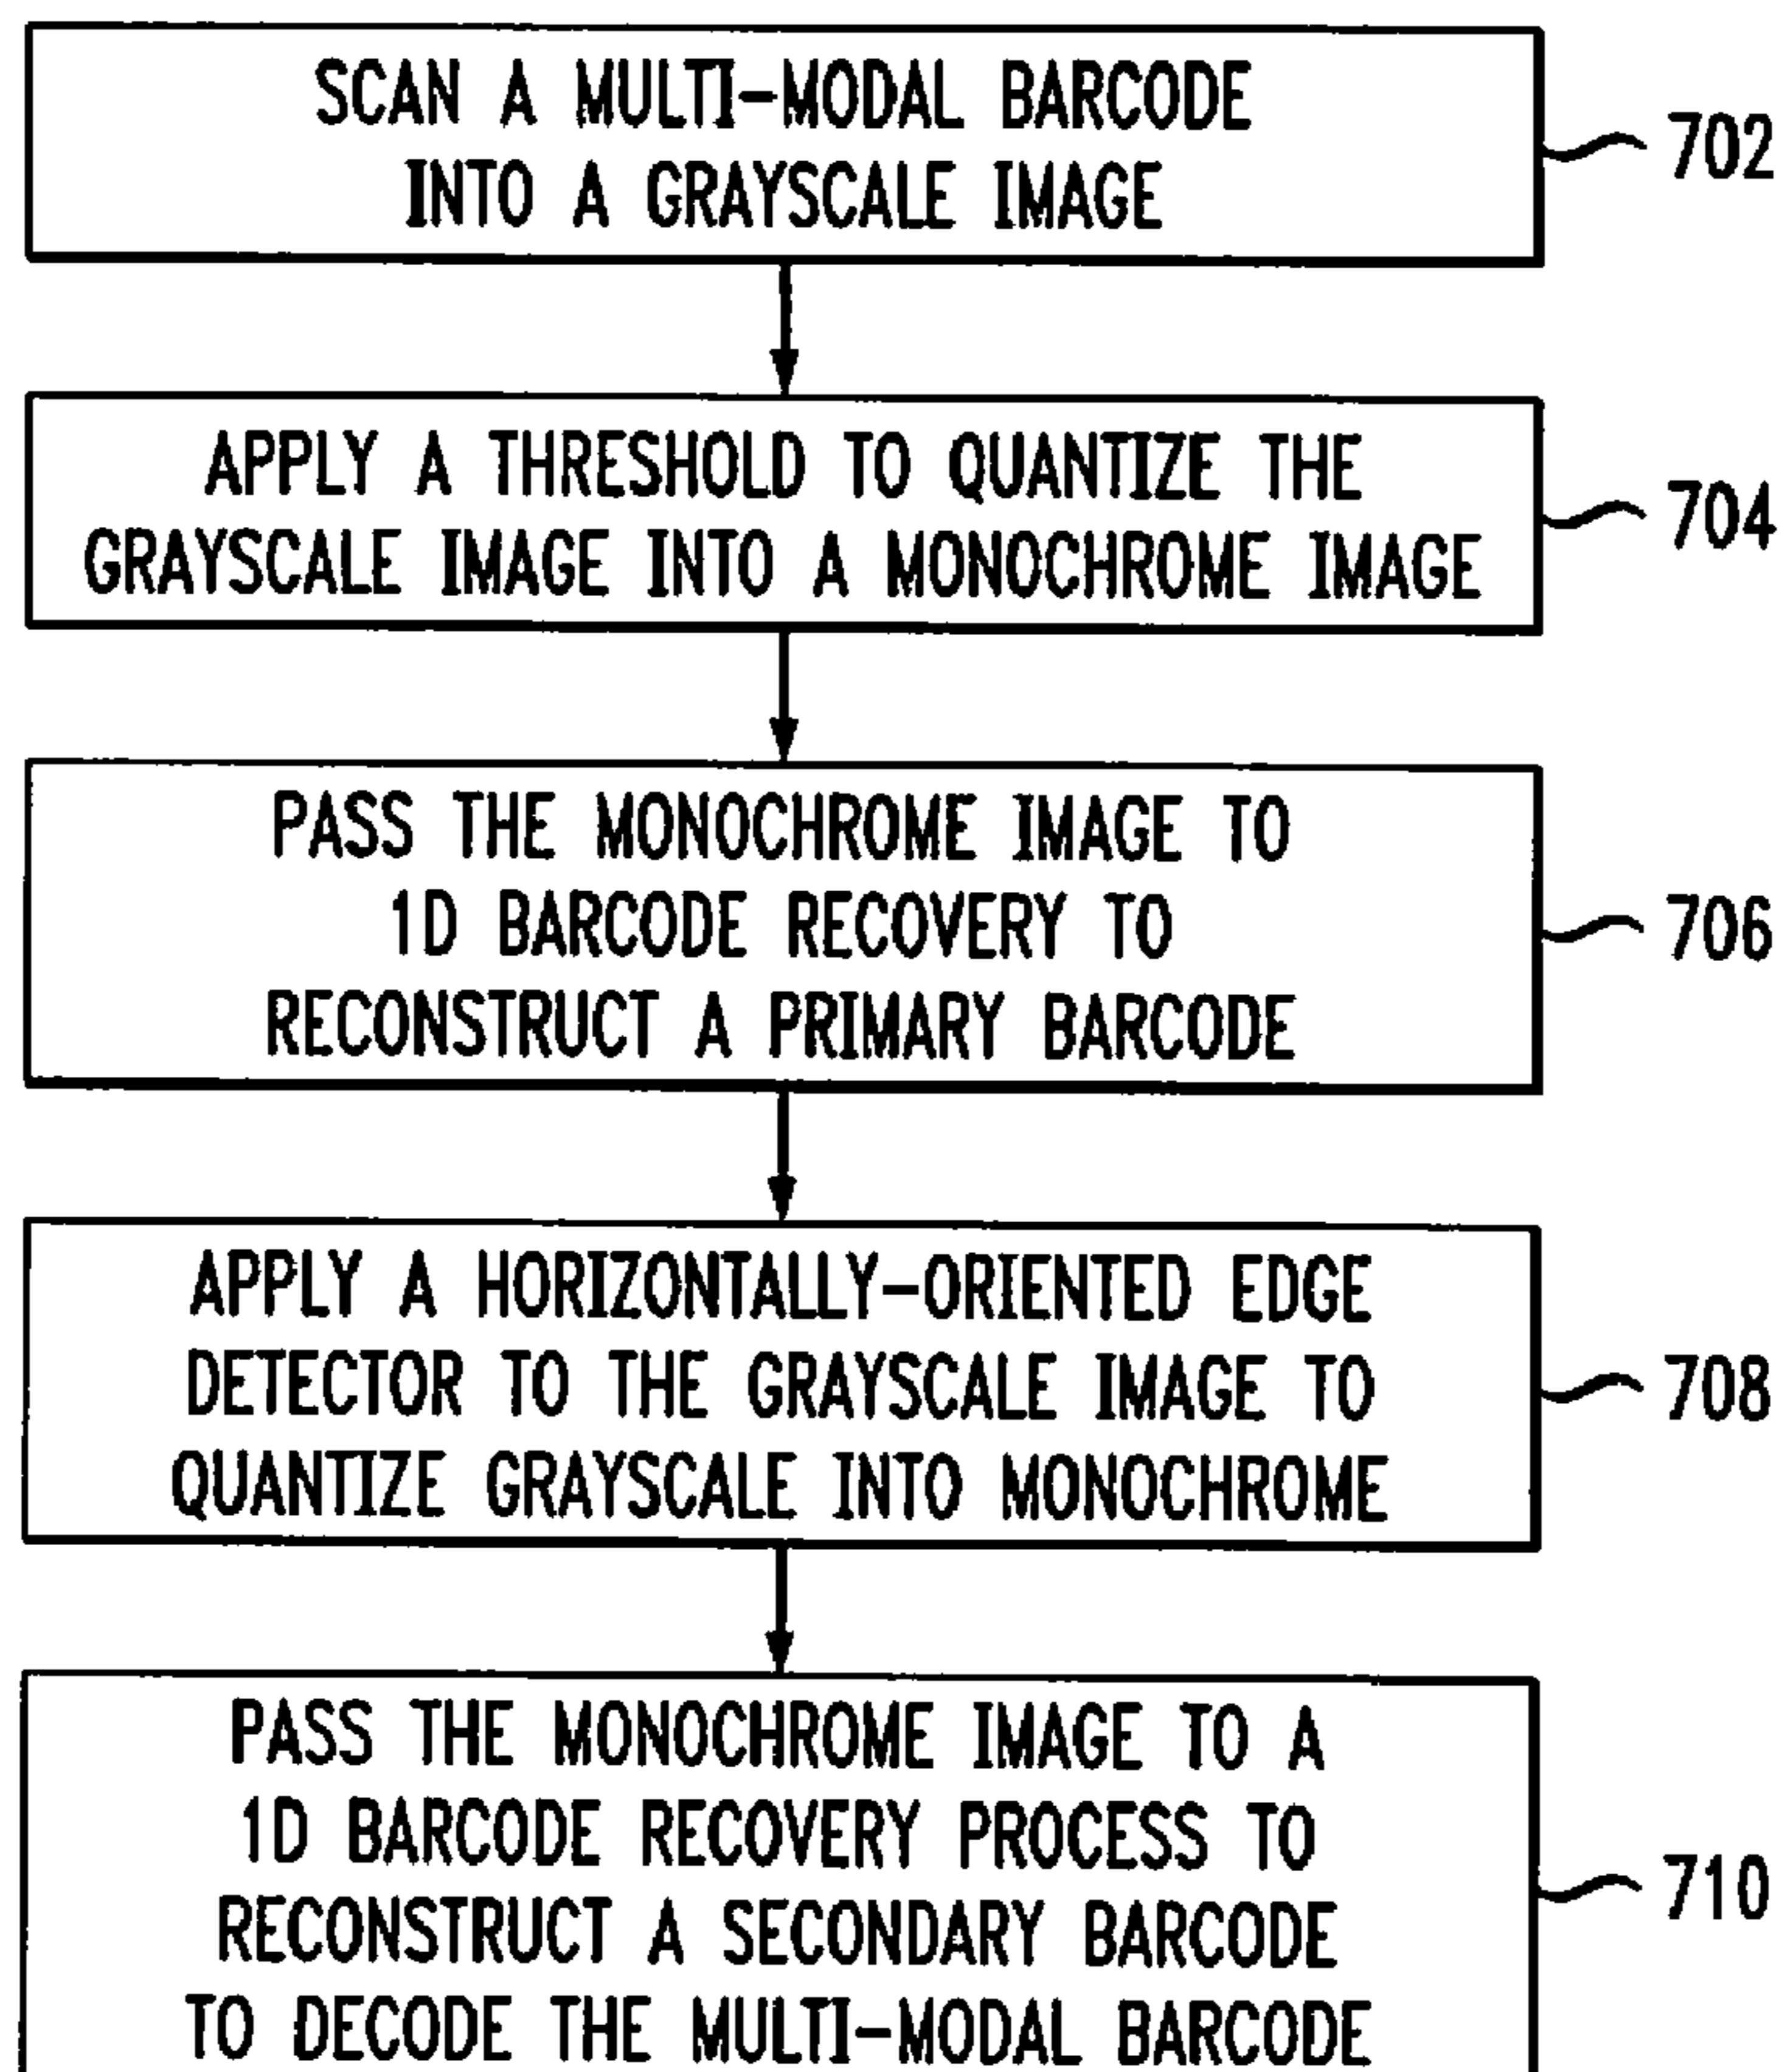 SCAN A MULTI-MODAL BARCODE
INTO A GRAYSCALE IMAGE
702
APPLY A THRESHOLD TO QUANTIZE THE
GRAYSCALE IMAGE INTO A MONOCHROME IMAGE
704
PASS THE MONOCHROME IMAGE TO
1D BARCODE RECOVERY TO
RECONSTRUCT A PRIMARY BARCODE
706
APPLY A HORIZONTALLY-ORIENTED EDGE
DETECTOR TO THE GRAYSCALE IMAGE TO
QUANTIZE GRAYSCALE INTO MONOCHROME
708
PASS THE MONOCHROME IMAGE TO A
1D BARCODE RECOVERY PROCESS TO
RECONSTRUCT A SECONDARY BARCODE
TO DECODE THE MULTI-MODAL BARCODE
710